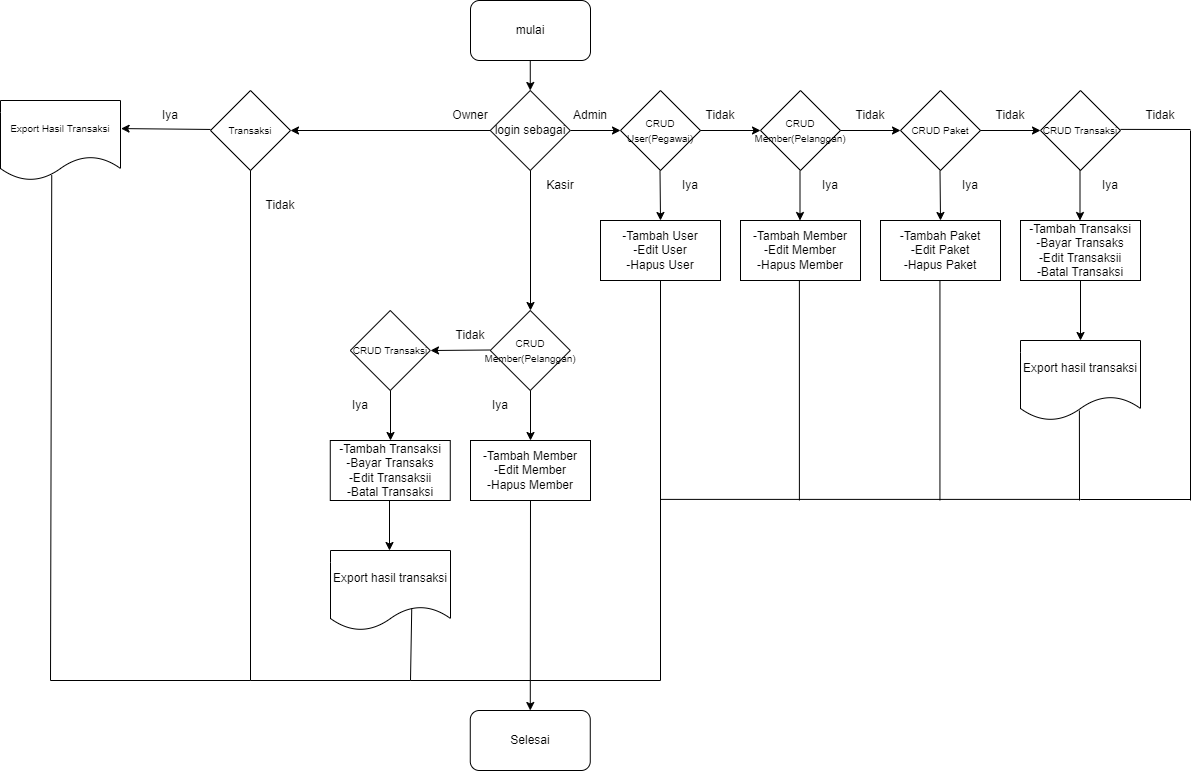 mulai
Owner
login sebagai
Admin
Iya
Transaksi
Export Hasil Transaksi
Tidak
Kasir
CRUD
User(Pegawai)
Tidak
CRUD
Member(Pelanggan)
Tidak
CRUD Paket
Tidak
CRUD Transaksi
Tidak
Iya
Iya
Iya
Iya
-Tambah User
-Edit User
-Hapus User
-Tambah Member
-Edit Member
-Hapus Member
-Tambah Paket
-Edit Paket
-Hapus Paket
-Tambah Transaksi
-Bayar Transaks
-Edit Transaksii
-Batal Transaksi
Export hasil transaksi
CRUD Transaksi
Tidak
CRUD
Member(Pelanggan)
Iya
Iya
-Tambah Transaksi
-Bayar Transaks
-Edit Transaksii
-Batal Transaksi
-Tambah Member
-Edit Member
-Hapus Member
Export hasil transaksi
Selesai